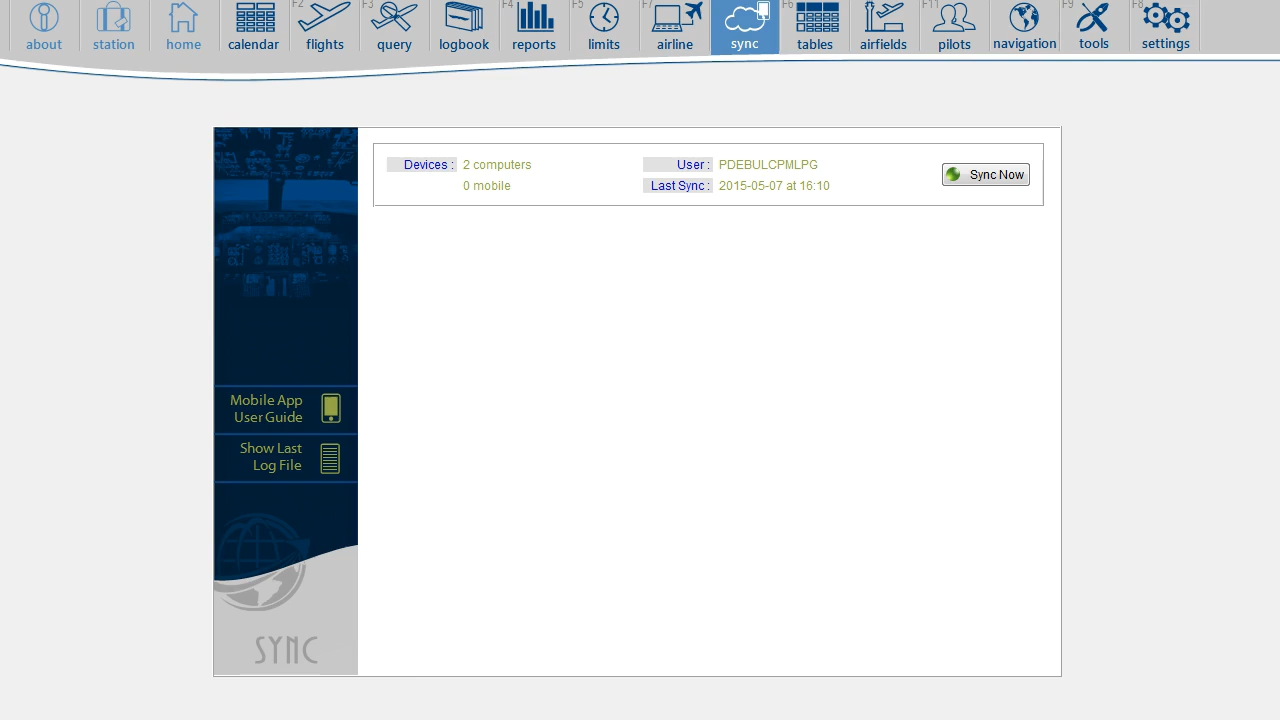 F2 F3 F4 F5 F7 F6 F11 F9 F8
about station home calendar flights query logbook reports limits airline sync tables airfields pilots navigation tools settings
Devices : 2 computers User : PDEBULCPMLPG
0 mobile Last Sync : 2015-05-07 at 16:10
Sync Now
Mobile App
User Guide
Show Last
Log File
SYNC